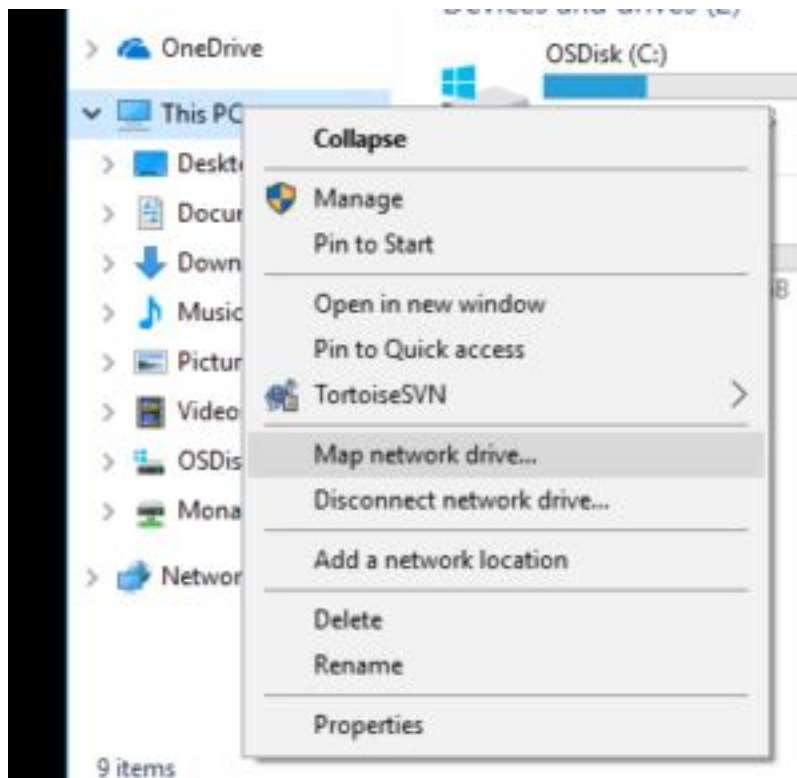 OneDrive
OSDisk (C:)
This PC
Collapse
Manage
Pin to Start
Open in new window
Pin to Quick access
Music
TortoiseSVN
Map network drive...
Disconnect network drive...
Add a network location
Delete
Rename
Properties
9 items